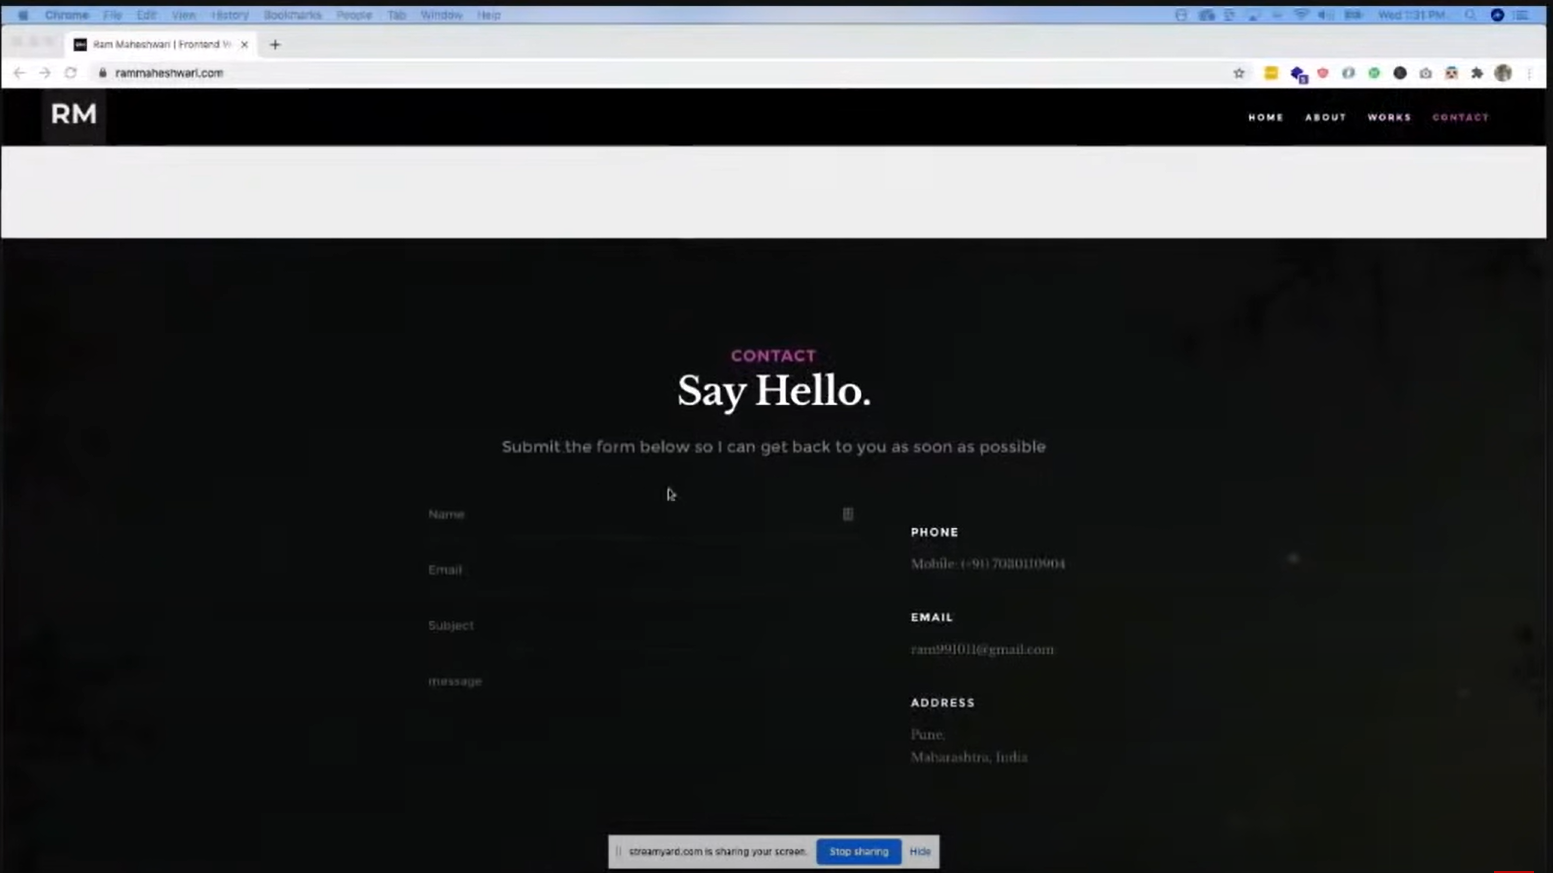 Chrome File Edit View History Bookmarks People Tab Window Help
Wed 1:31 PM
Ram Maheshwari | Frontend W
rammaheshwari.com
RM
HOME ABOUT WORKS CONTACT
CONTACT
Say Hello.
Submit the form below so I can get back to you as soon as possible
Name
Email
Subject
message
PHONE
Mobile: (+91) 7030110904
EMAIL
ram991011@gmail.com
ADDRESS
Pune,
Maharashtra, India
streamyard.com is sharing your screen. Stop sharing Hide